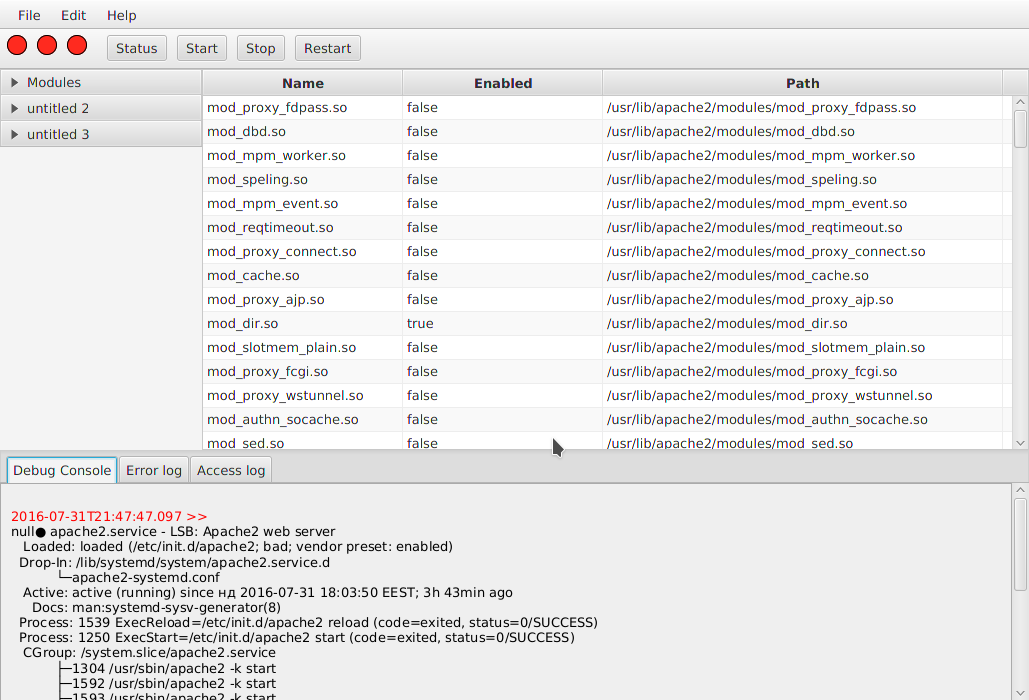 File Edit Help
Status Start Stop Restart
Modules
untitled 2
untitled 3
Name Enabled Path
mod_proxy_fdpass.so false /usr/lib/apache2/modules/mod_proxy_fdpass.so
mod_dbd.so false /usr/lib/apache2/modules/mod_dbd.so
mod_mpm_worker.so false /usr/lib/apache2/modules/mod_mpm_worker.so
mod_speling.so false /usr/lib/apache2/modules/mod_speling.so
mod_mpm_event.so false /usr/lib/apache2/modules/mod_mpm_event.so
mod_reqtimeout.so false /usr/lib/apache2/modules/mod_reqtimeout.so
mod_proxy_connect.so false /usr/lib/apache2/modules/mod_proxy_connect.so
mod_cache.so false /usr/lib/apache2/modules/mod_cache.so
mod_proxy_ajp.so false /usr/lib/apache2/modules/mod_proxy_ajp.so
mod_dir.so true /usr/lib/apache2/modules/mod_dir.so
mod_slotmem_plain.so false /usr/lib/apache2/modules/mod_slotmem_plain.so
mod_proxy_fcgi.so false /usr/lib/apache2/modules/mod_proxy_fcgi.so
mod_proxy_wstunnel.so false /usr/lib/apache2/modules/mod_proxy_wstunnel.so
mod_authn_socache.so false /usr/lib/apache2/modules/mod_authn_socache.so
mod_sed.so false /usr/lib/apache2/modules/mod_sed.so
Debug Console Error log Access log
2016-07-31T21:47:47.097 >>
null● apache2.service - LSB: Apache2 web server
Loaded: loaded (/etc/init.d/apache2; bad; vendor preset: enabled)
Drop-In: /lib/systemd/system/apache2.service.d
└─apache2-systemd.conf
Active: active (running) since нд 2016-07-31 18:03:50 EEST; 3h 43min ago
Docs: man:systemd-sysv-generator(8)
Process: 1539 ExecReload=/etc/init.d/apache2 reload (code=exited, status=0/SUCCESS)
Process: 1250 ExecStart=/etc/init.d/apache2 start (code=exited, status=0/SUCCESS)
CGroup: /system.slice/apache2.service
├─1304 /usr/sbin/apache2 -k start
├─1592 /usr/sbin/apache2 -k start
├─1593 /usr/sbin/apache2 -k start